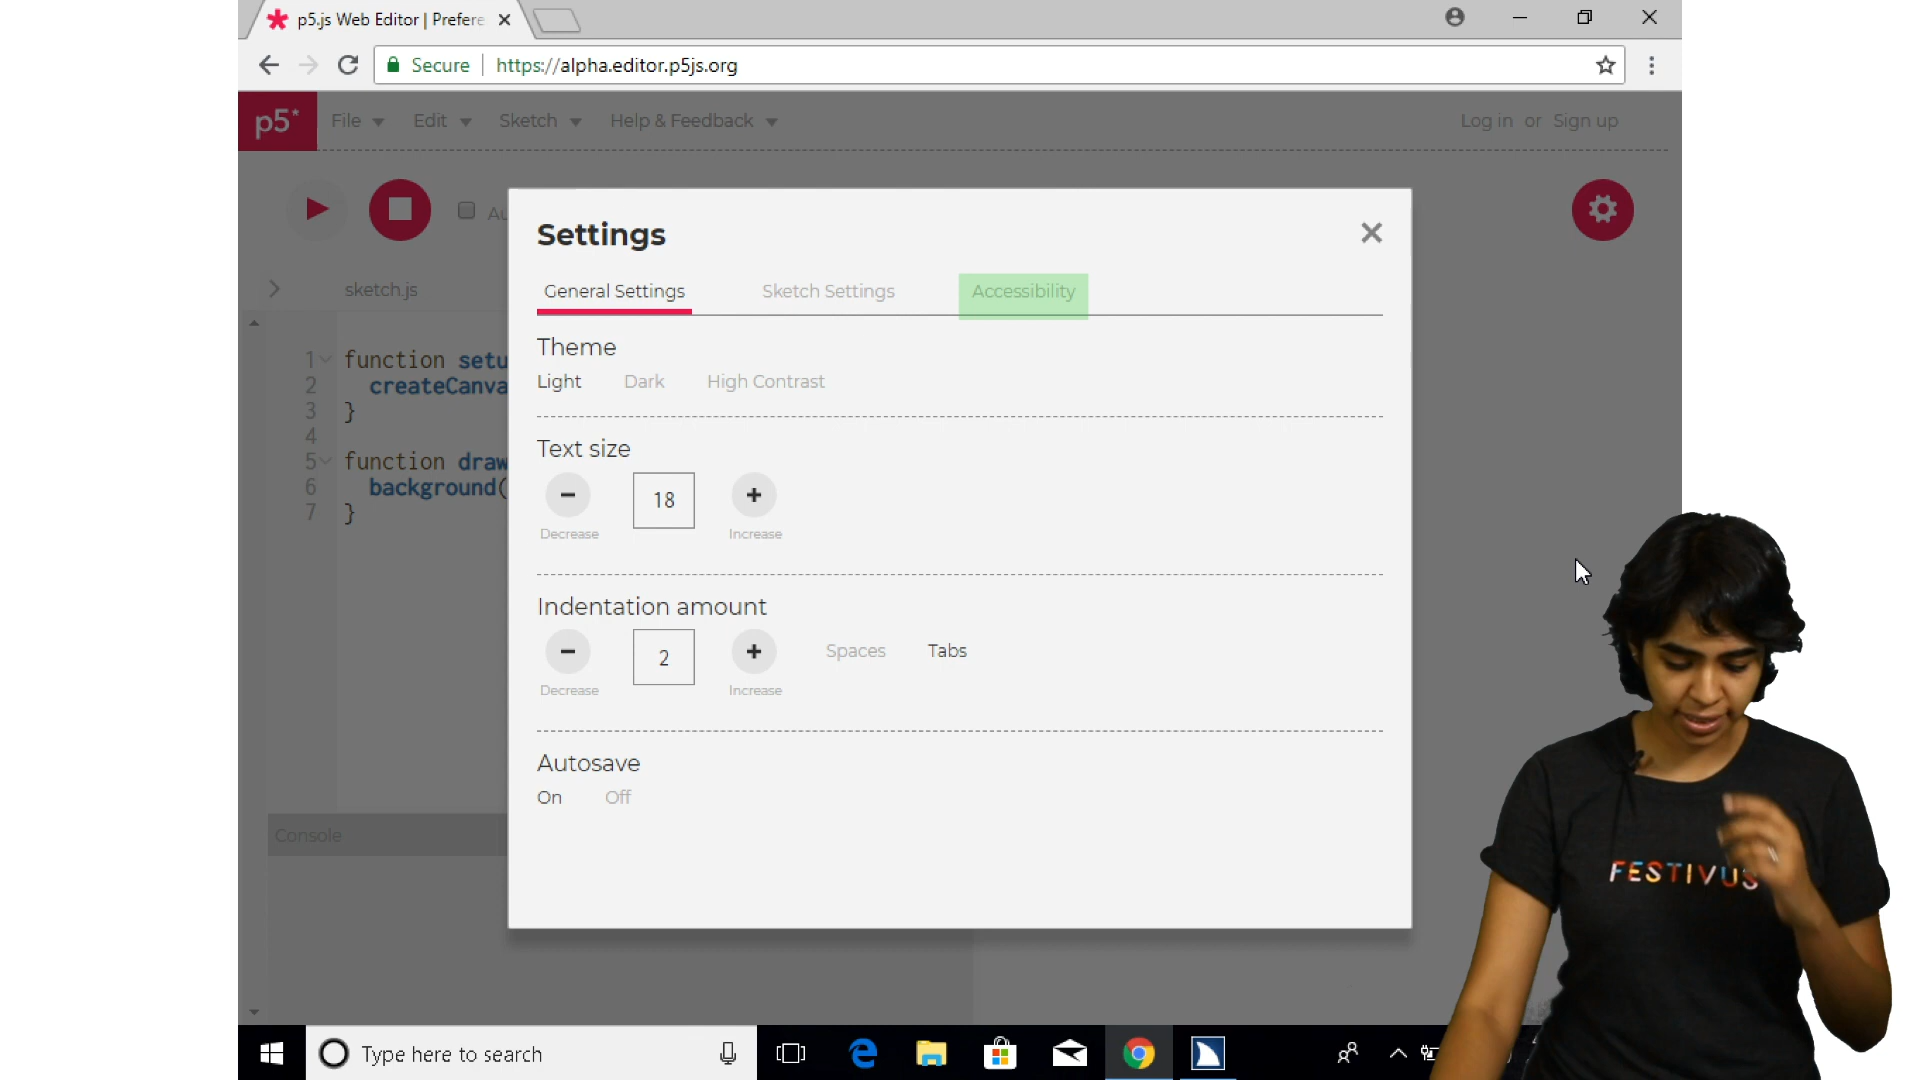 p5.js Web Editor | Prefere
Secure
https://alpha.editor.p5js.org
p5*
File
Edit
Sketch
Help & Feedback
Log in or Sign up
Settings
General Settings
Sketch Settings
Accessibility
sketch.js
Theme
Light
Dark
High Contrast
1 function setu
2 createCanva
3 }
4
5 function draw
6 background(
7 }
Text size
18
Decrease
Increase
Indentation amount
2
Spaces
Tabs
Decrease
Increase
Autosave
On
Off
Console
FESTIVUS
Type here to search